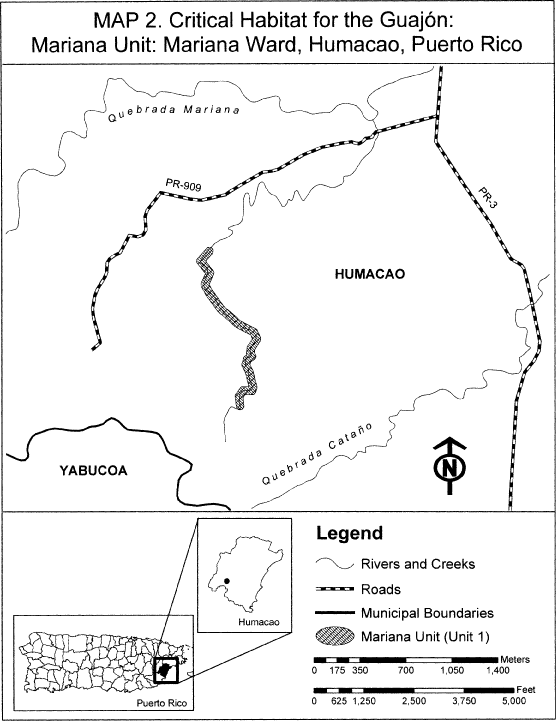 MAP 2. Critical Habitat for the Guajón:
Mariana Unit: Mariana Ward, Humacao, Puerto Rico
Quebrada Mariana
PR-909
PR-3
HUMACAO
Quebrada Cataño
YABUCOA
N
Humacao
Puerto Rico
Legend
Rivers and Creeks
Roads
Municipal Boundaries
Mariana Unit (Unit 1)
Meters
0 175 350 700 1,050 1,400
Feet
0 625 1,250 2,500 3,750 5,000